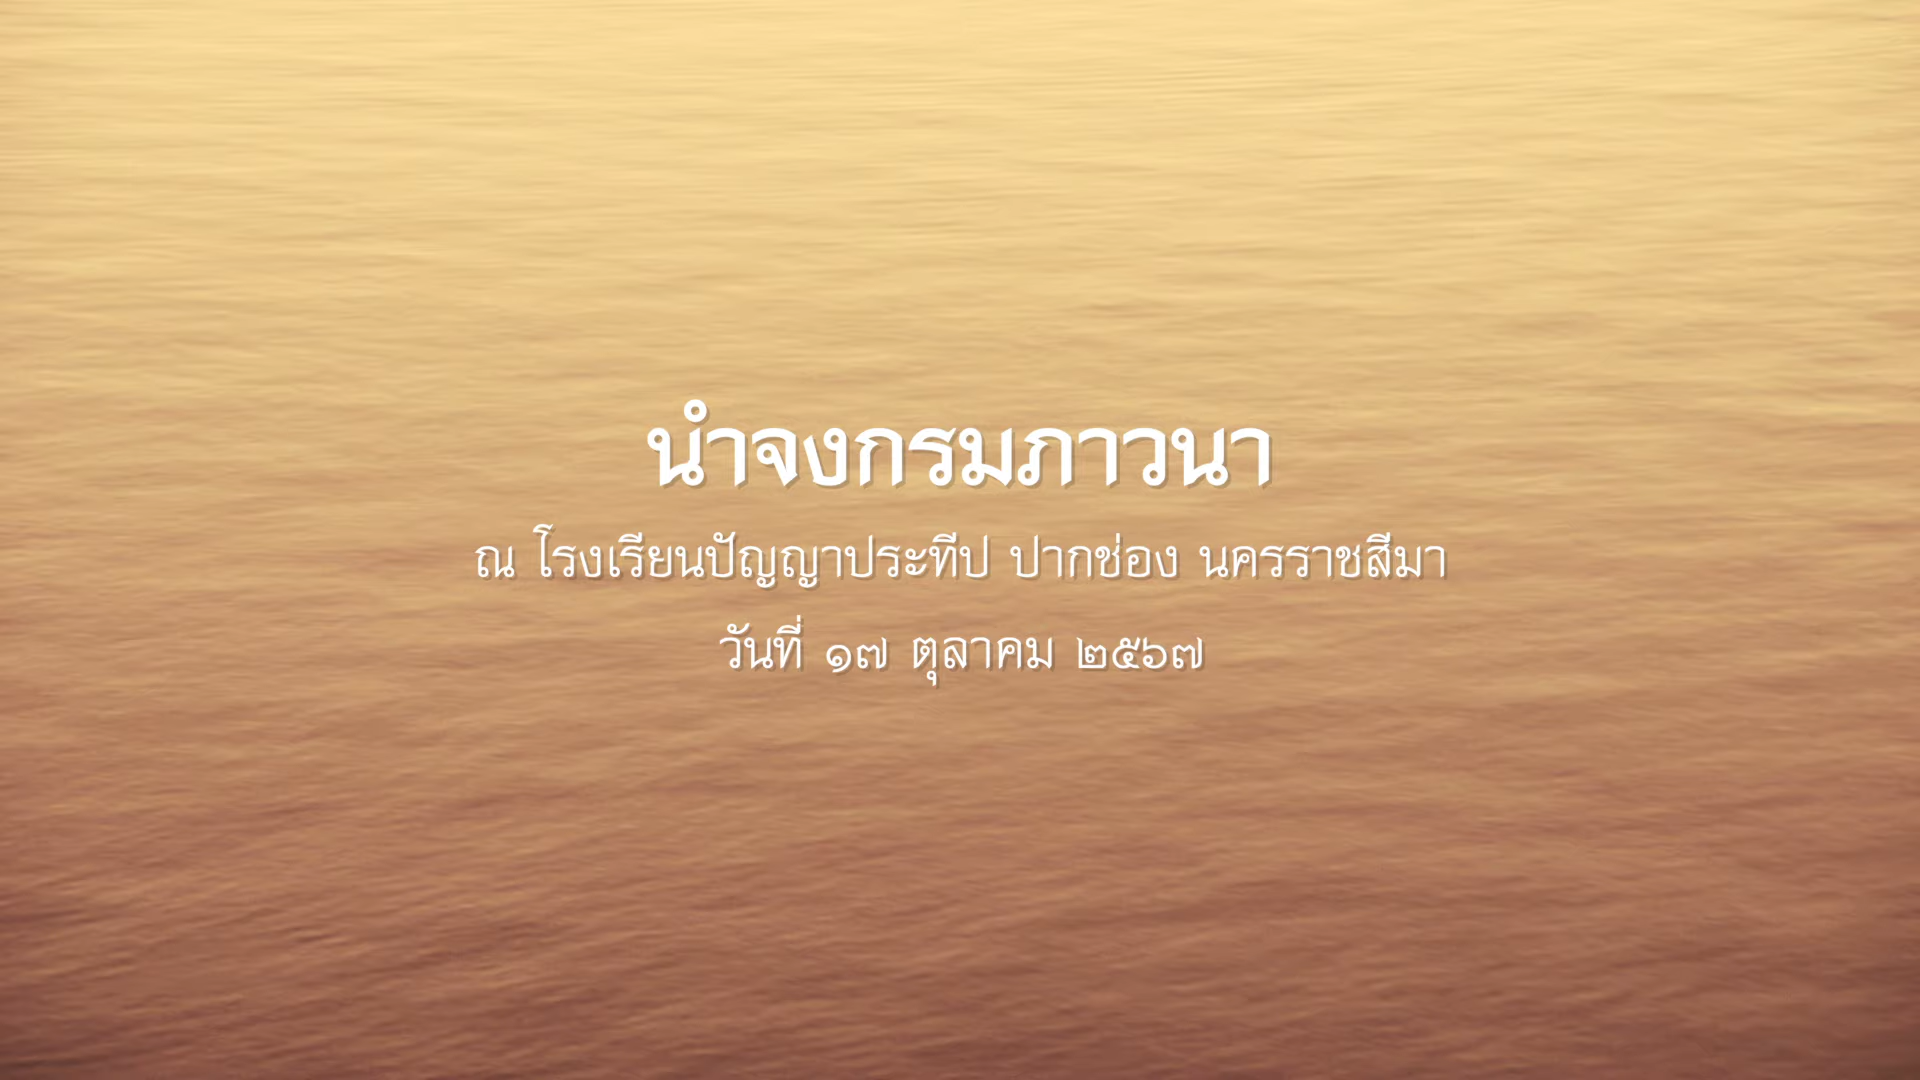 นำจงกรมภาวนา
ณ โรงเรียนปัญญาประทีป ปากช่อง นครราชสีมา
วันที่ ๑๗ ตุลาคม ๒๕๖๗